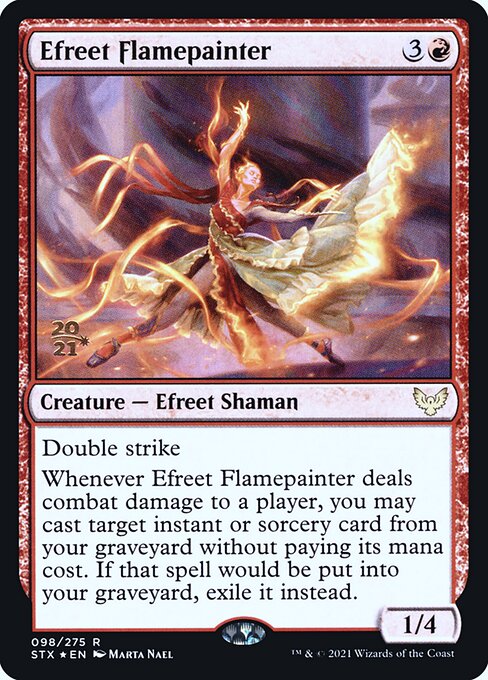 Efreet Flamepainter 3
20
21
Creature — Efreet Shaman
Double strike
Whenever Efreet Flamepainter deals
combat damage to a player, you may
cast target instant or sorcery card from
your graveyard without paying its mana
cost. If that spell would be put into
your graveyard, exile it instead.
1/4
098/275 R
STX ★ EN Marta Nael
™ & © 2021 Wizards of the Coast